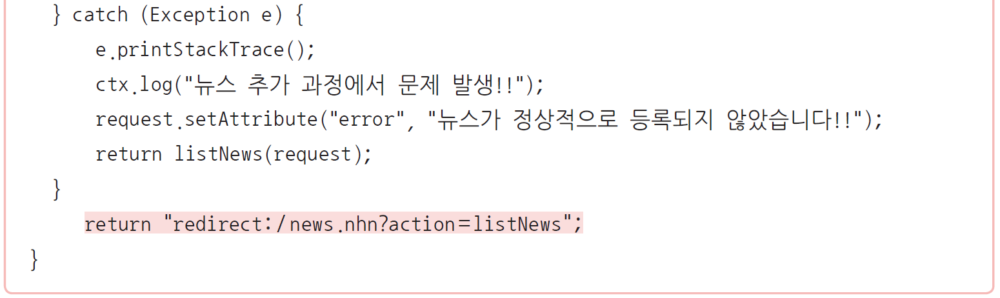 } catch (Exception e) {
e.printStackTrace();
ctx.log("뉴스 추가 과정에서 문제 발생!!");
request.setAttribute("error", "뉴스가 정상적으로 등록되지 않았습니다!!");
return listNews(request);
}
return "redirect:/news.nhn?action=listNews";
}